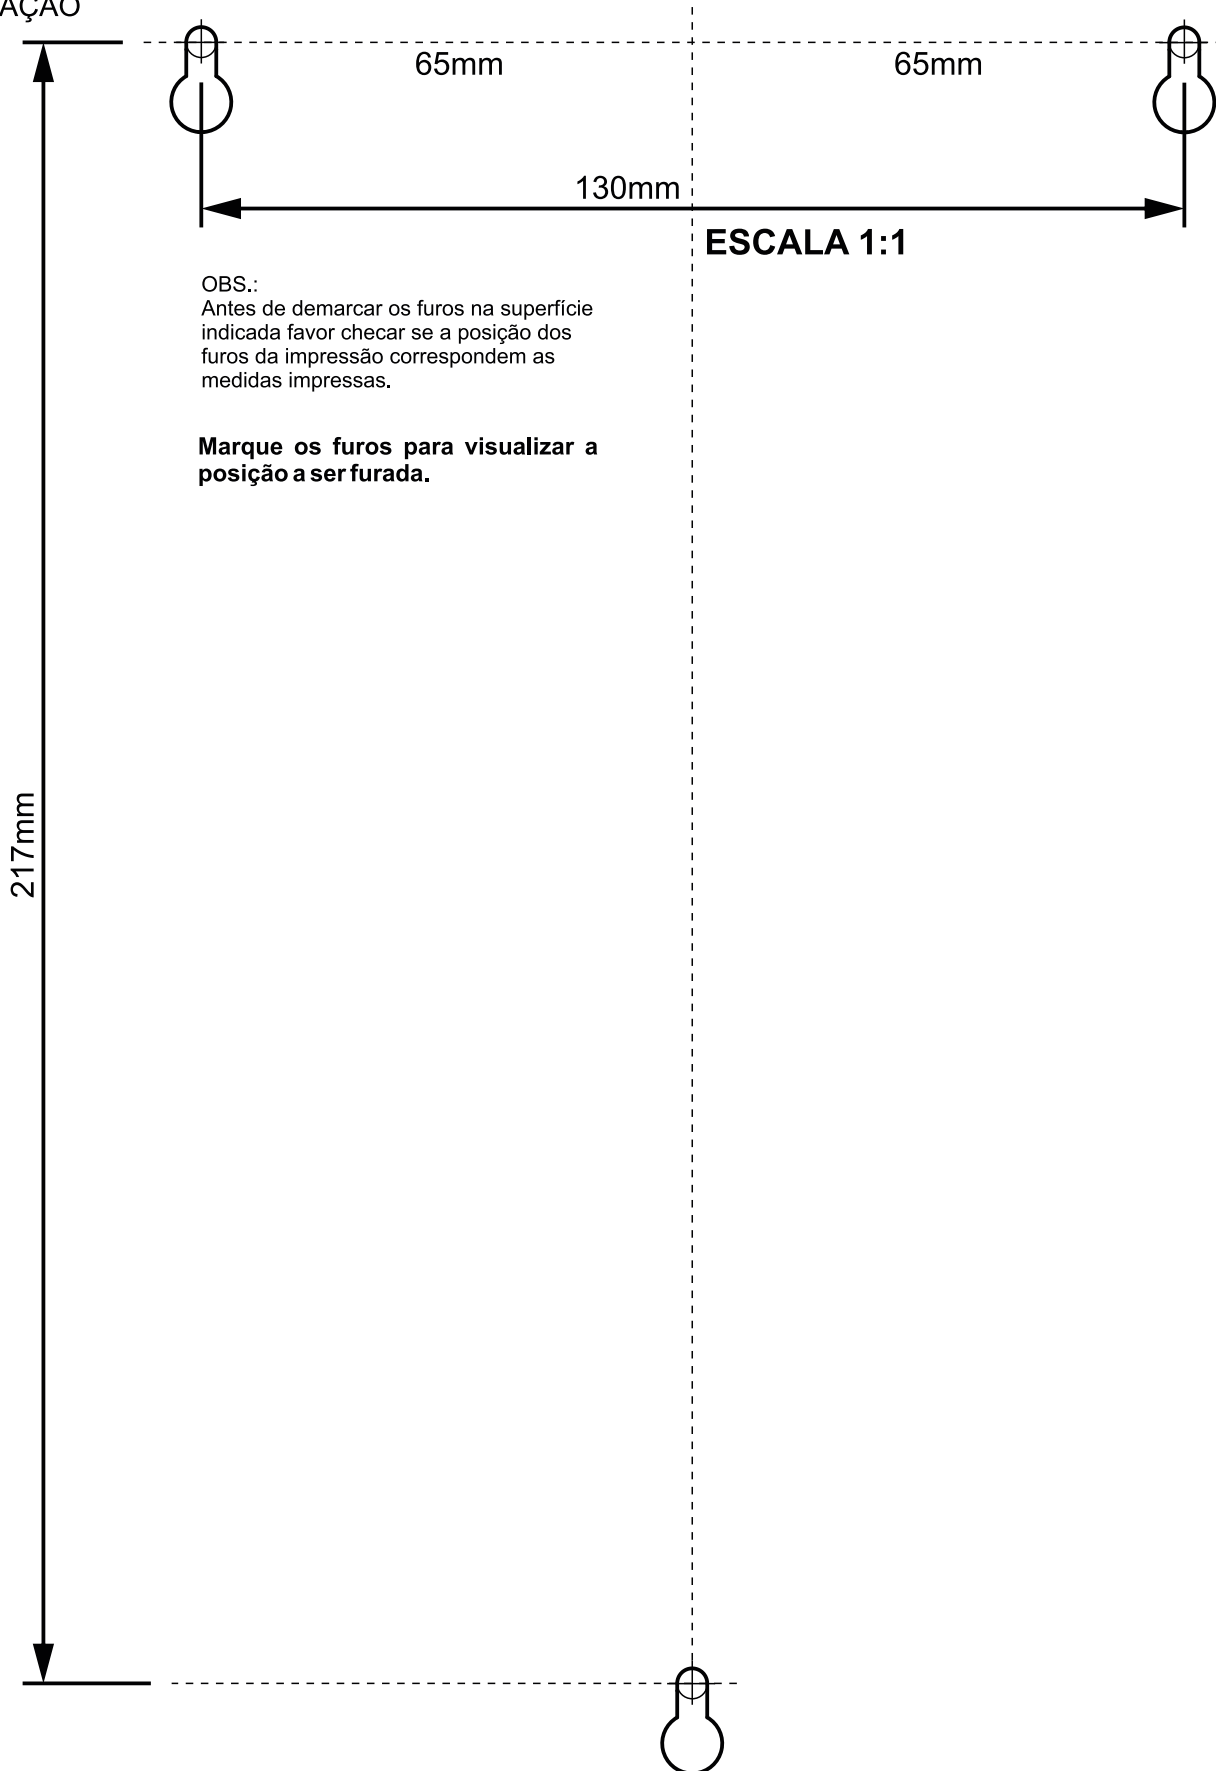 65mm
65mm
130mm
ESCALA 1:1
OBS.:
Antes de demarcar os furos na superfície
indicada favor checar se a posição dos
furos da impressão correspondem as
medidas impressas.
Marque os furos para visualizar a
posição a ser furada.
217mm